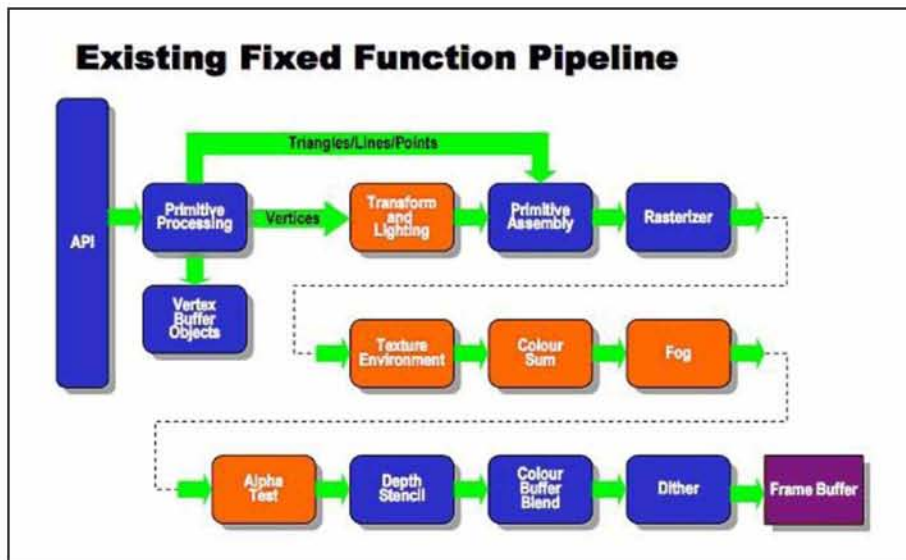 Existing Fixed Function Pipeline
Triangles/Lines/Points
API
Primitive
Processing
Vertices
Transform
and
Lighting
Primitive
Assembly
Rasterizer
Vertex
Buffer
Objects
Texture
Environment
Colour
Sum
Fog
Alpha
Test
Depth
Stencil
Colour
Buffer
Blend
Dither
Frame Buffer